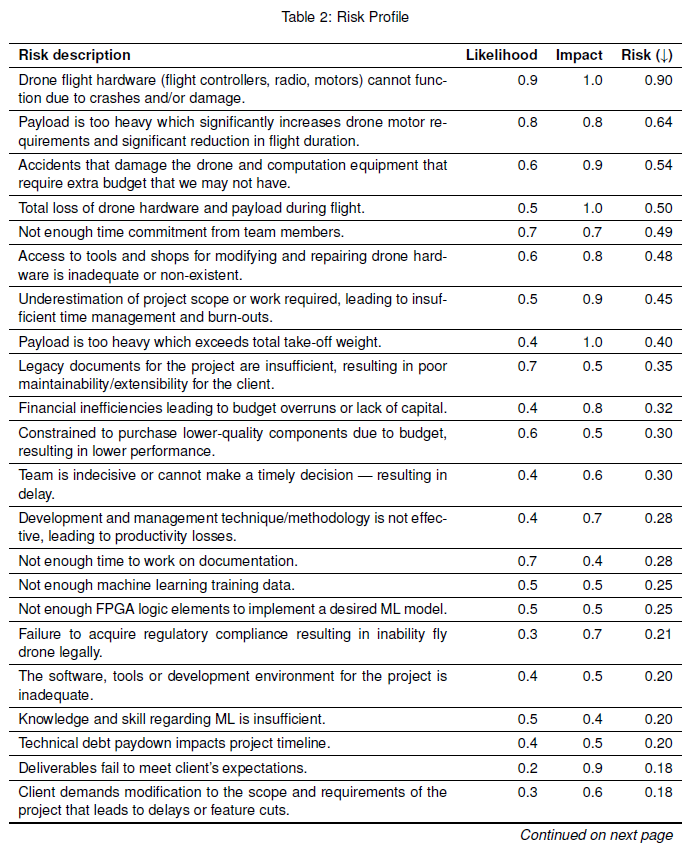 Table 2: Risk Profile
Risk description Likelihood Impact Risk (↓)
Drone flight hardware (flight controllers, radio, motors) cannot func- 0.9 1.0 0.90
tion due to crashes and/or damage.
Payload is too heavy which significantly increases drone motor re- 0.8 0.8 0.64
quirements and significant reduction in flight duration.
Accidents that damage the drone and computation equipment that 0.6 0.9 0.54
require extra budget that we may not have.
Total loss of drone hardware and payload during flight. 0.5 1.0 0.50
Not enough time commitment from team members. 0.7 0.7 0.49
Access to tools and shops for modifying and repairing drone hard- 0.6 0.8 0.48
ware is inadequate or non-existent.
Underestimation of project scope or work required, leading to insuf- 0.5 0.9 0.45
ficient time management and burn-outs.
Payload is too heavy which exceeds total take-off weight. 0.4 1.0 0.40
Legacy documents for the project are insufficient, resulting in poor 0.7 0.5 0.35
maintainability/extensibility for the client.
Financial inefficiencies leading to budget overruns or lack of capital. 0.4 0.8 0.32
Constrained to purchase lower-quality components due to budget, 0.6 0.5 0.30
resulting in lower performance.
Team is indecisive or cannot make a timely decision — resulting in 0.4 0.6 0.30
delay.
Development and management technique/methodology is not effec- 0.4 0.7 0.28
tive, leading to productivity losses.
Not enough time to work on documentation. 0.7 0.4 0.28
Not enough machine learning training data. 0.5 0.5 0.25
Not enough FPGA logic elements to implement a desired ML model. 0.5 0.5 0.25
Failure to acquire regulatory compliance resulting in inability fly 0.3 0.7 0.21
drone legally.
The software, tools or development environment for the project is 0.4 0.5 0.20
inadequate.
Knowledge and skill regarding ML is insufficient. 0.5 0.4 0.20
Technical debt paydown impacts project timeline. 0.4 0.5 0.20
Deliverables fail to meet client's expectations. 0.2 0.9 0.18
Client demands modification to the scope and requirements of the 0.3 0.6 0.18
project that leads to delays or feature cuts.
Continued on next page